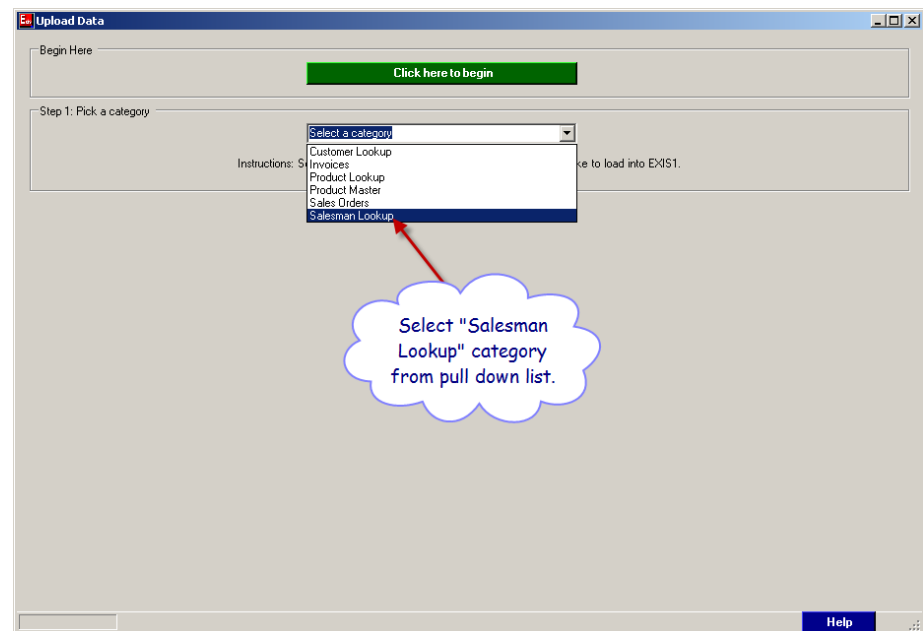 Upload Data
Begin Here
Click here to begin
Step 1: Pick a category
Select a category
Customer Lookup
Instructions: S
Invoices
ke to load into EXIS1.
Product Lookup
Product Master
Sales Orders
Salesman Lookup
Select "Salesman
Lookup" category
from pull down list.
Help